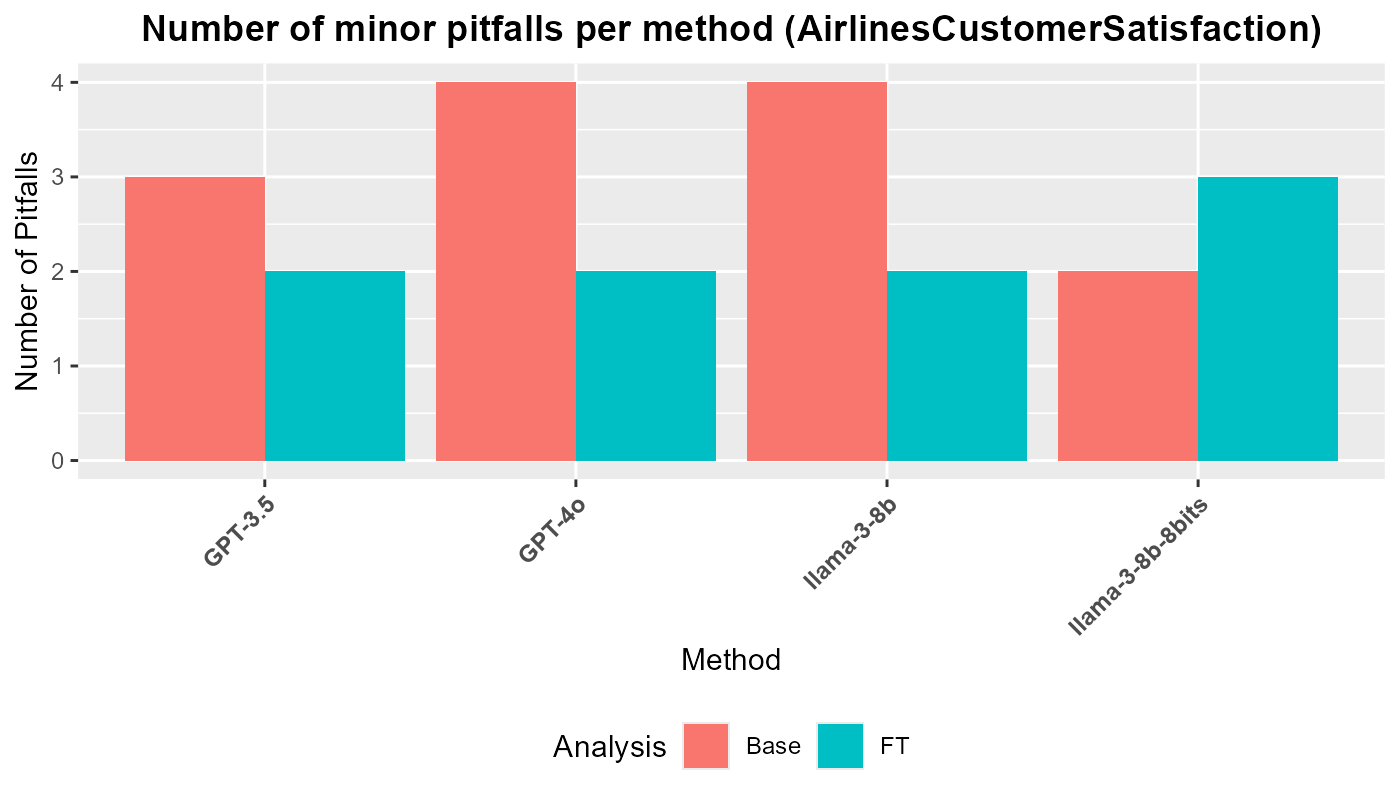 Number of minor pitfalls per method (AirlinesCustomerSatisfaction)
Number of Pitfalls
4
3
2
1
0
GPT-3.5
GPT-4o
llama-3-8b
llama-3-8b-8bits
Method
Analysis Base FT